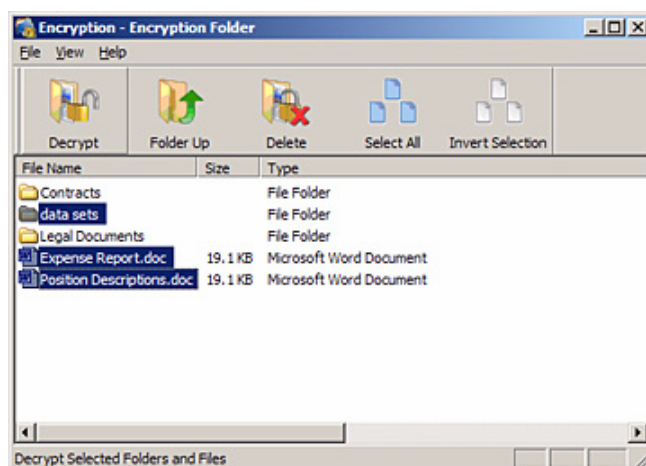 Encryption - Encryption Folder
File View Help
Decrypt Folder Up Delete Select All Invert Selection
File Name Size Type
Contracts File Folder
data sets File Folder
Legal Documents File Folder
Expense Report.doc 19.1 KB Microsoft Word Document
Position Descriptions.doc 19.1 KB Microsoft Word Document
Decrypt Selected Folders and Files